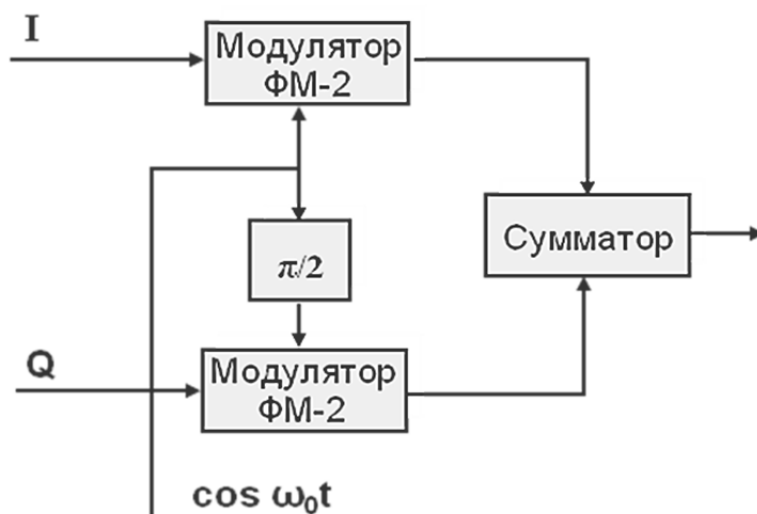 I
Модулятор
ФМ-2
π/2
Сумматор
Q
Модулятор
ФМ-2
cos ω₀t